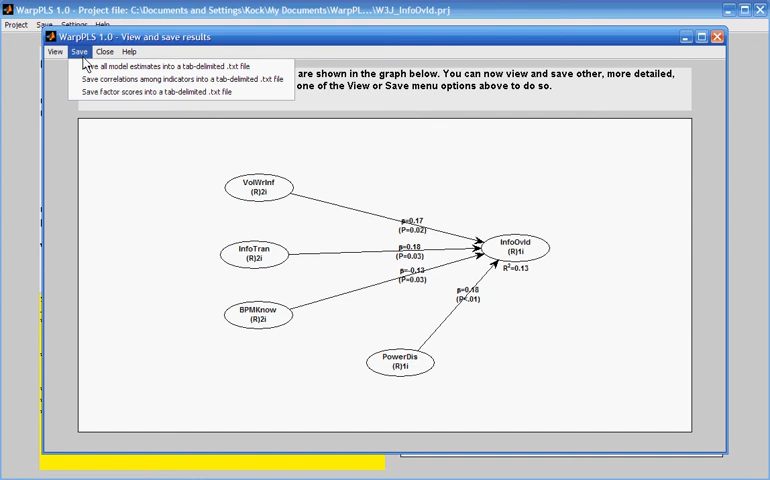 WarpPLS 1.0 - Project file: C:\Documents and Settings\Kock\My Documents\WarpPL...\W3J_InfoOvld.prj
Project Save Settings Help
WarpPLS 1.0 - View and save results
View Save Close Help
all model estimates into a tab-delimited .txt file
Save correlations among indicators into a tab-delimited .txt file
Save factor scores into a tab-delimited .txt file
are shown in the graph below. You can now view and save other, more detailed,
one of the View or Save menu options above to do so.
VolWrInf
(R)2i
β=0.17
(P=0.02)
InfoOvld
(R)1i
R²=0.13
InfoTran
(R)2i
β=0.18
(P=0.03)
β=-0.13
(P=0.03)
BPMKnow
(R)2i
β=0.18
(P<.01)
PowerDis
(R)1i